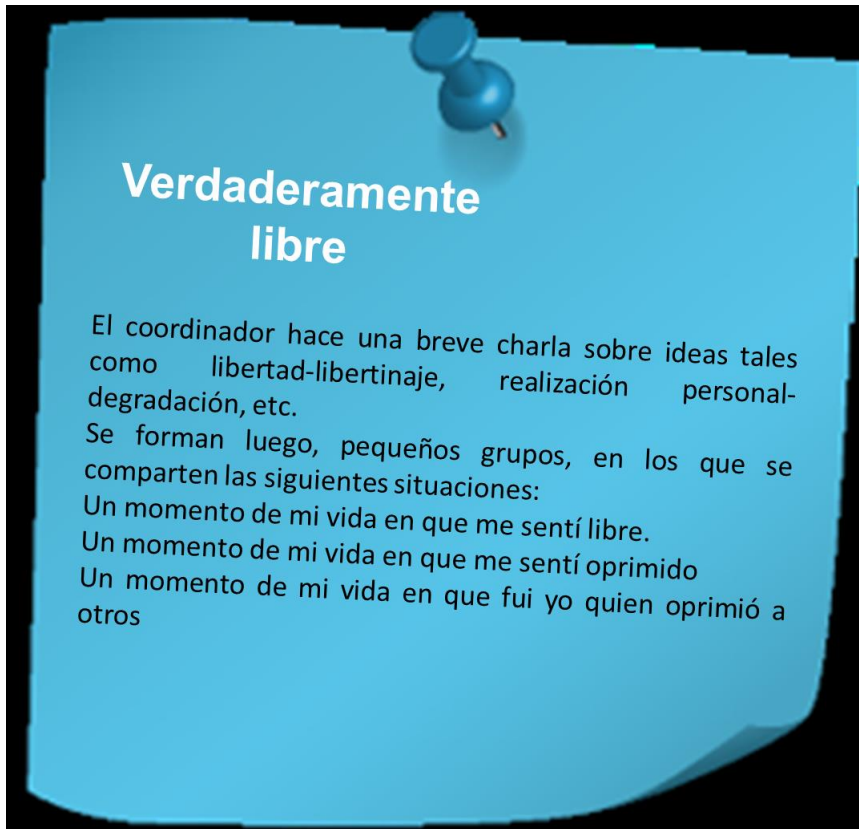 Verdaderamente
libre
El coordinador hace una breve charla sobre ideas tales
como libertad-libertinaje, realización personal-
degradación, etc.
Se forman luego, pequeños grupos, en los que se
comparten las siguientes situaciones:
Un momento de mi vida en que me sentí libre.
Un momento de mi vida en que me sentí oprimido
Un momento de mi vida en que fui yo quien oprimió a
otros